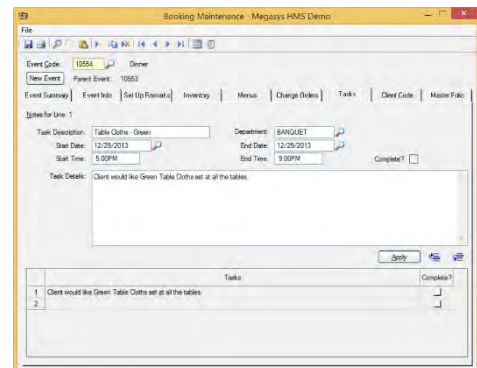 Booking Maintenance - Megasys HMS Demo
File
Event Code: 10554 Dinner
New Event Parent Event: 10553
Event Summary Event Info Set Up Remarks Inventory Menus Change Orders Tasks Client Code Master Folio
Notes for Line: 1
Task Description: Table Cloths - Green Department: BANQUET
Start Date: 12/29/2013 End Date: 12/29/2013
Start Time: 5:00PM End Time: 9:00PM Complete?
Task Details: Client would like Green Table Cloths set at all the tables.
Apply
Tasks Complete?
1 Client would like Green Table Cloths set at all the tables.
2